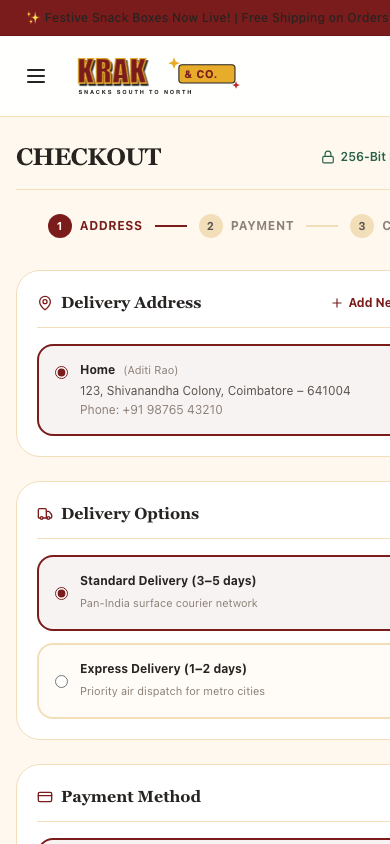 ✨ Festive Snack Boxes Now Live! | Free Shipping on Orders
KRAK & CO.
SNACKS SOUTH TO NORTH
CHECKOUT
256-Bit
1 ADDRESS 2 PAYMENT 3 C
Delivery Address
+ Add Ne
Home (Aditi Rao)
123, Shivanandha Colony, Coimbatore – 641004
Phone: +91 98765 43210
Delivery Options
Standard Delivery (3–5 days)
Pan-India surface courier network
Express Delivery (1–2 days)
Priority air dispatch for metro cities
Payment Method